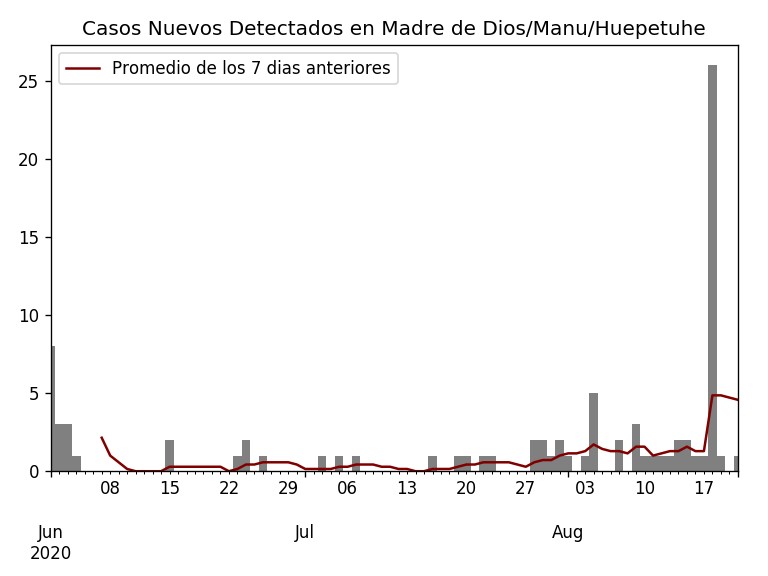 Casos Nuevos Detectados en Madre de Dios/Manu/Huepetuhe
Promedio de los 7 dias anteriores
25
20
15
10
5
0
08 15 22 29 06 13 20 27 03 10 17
Jun Jul Aug
2020